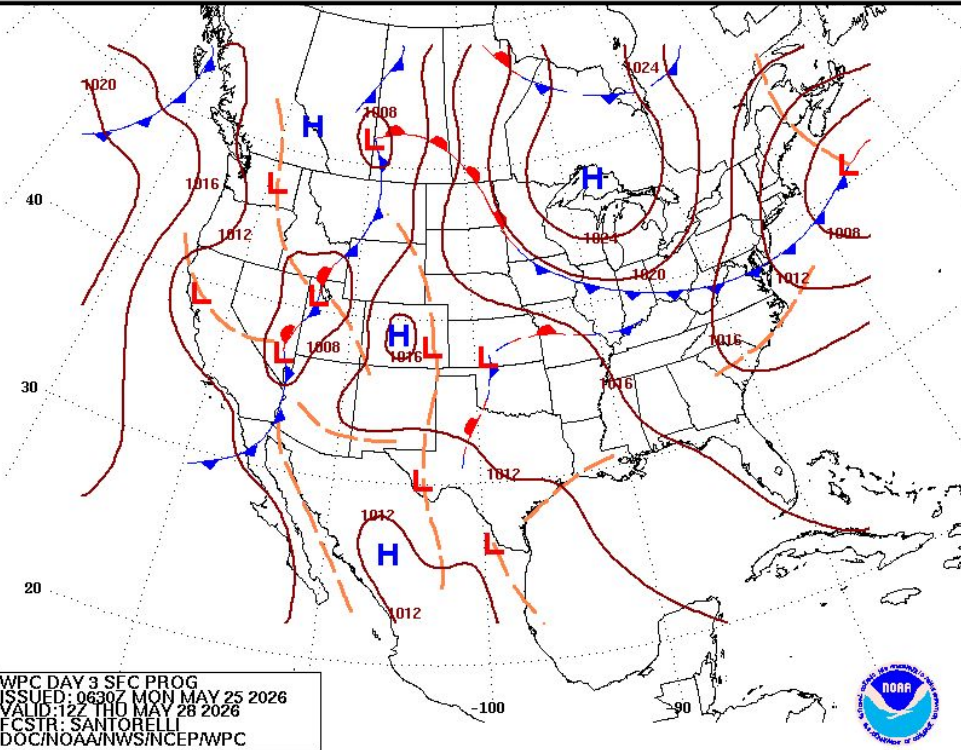 1020
1024
1008
H
L
L
1016
H
L
40
1012
1024
1008
1020
1012
L
L
H
1016
L
L
L
1008
1016
30
1016
1012
L
1012
H
L
20
1012
-100
-90
WPC DAY 3 SFC PROG
ISSUED: 0630Z MON MAY 25 2026
VALID:12Z THU MAY 28 2026
FCSTR: SANTORELLI
DOC/NOAA/NWS/NCEP/WPC
NOAA